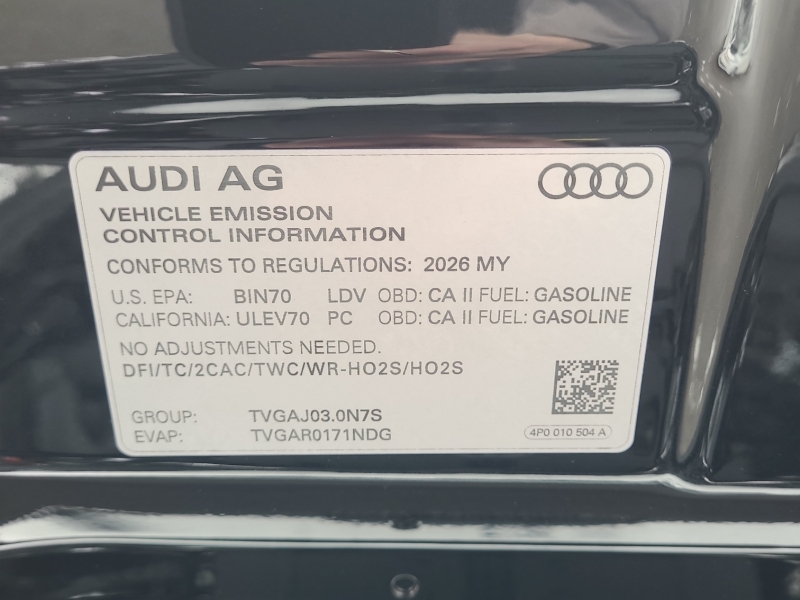 AUDI AG
VEHICLE EMISSION
CONTROL INFORMATION
CONFORMS TO REGULATIONS: 2026 MY
U.S. EPA: BIN70 LDV OBD: CA II FUEL: GASOLINE
CALIFORNIA: ULEV70 PC OBD: CA II FUEL: GASOLINE
NO ADJUSTMENTS NEEDED.
DFI/TC/2CAC/TWC/WR-HO2S/HO2S
GROUP: TVGAJ03.0N7S
EVAP: TVGAR0171NDG
4P0 010 504 A